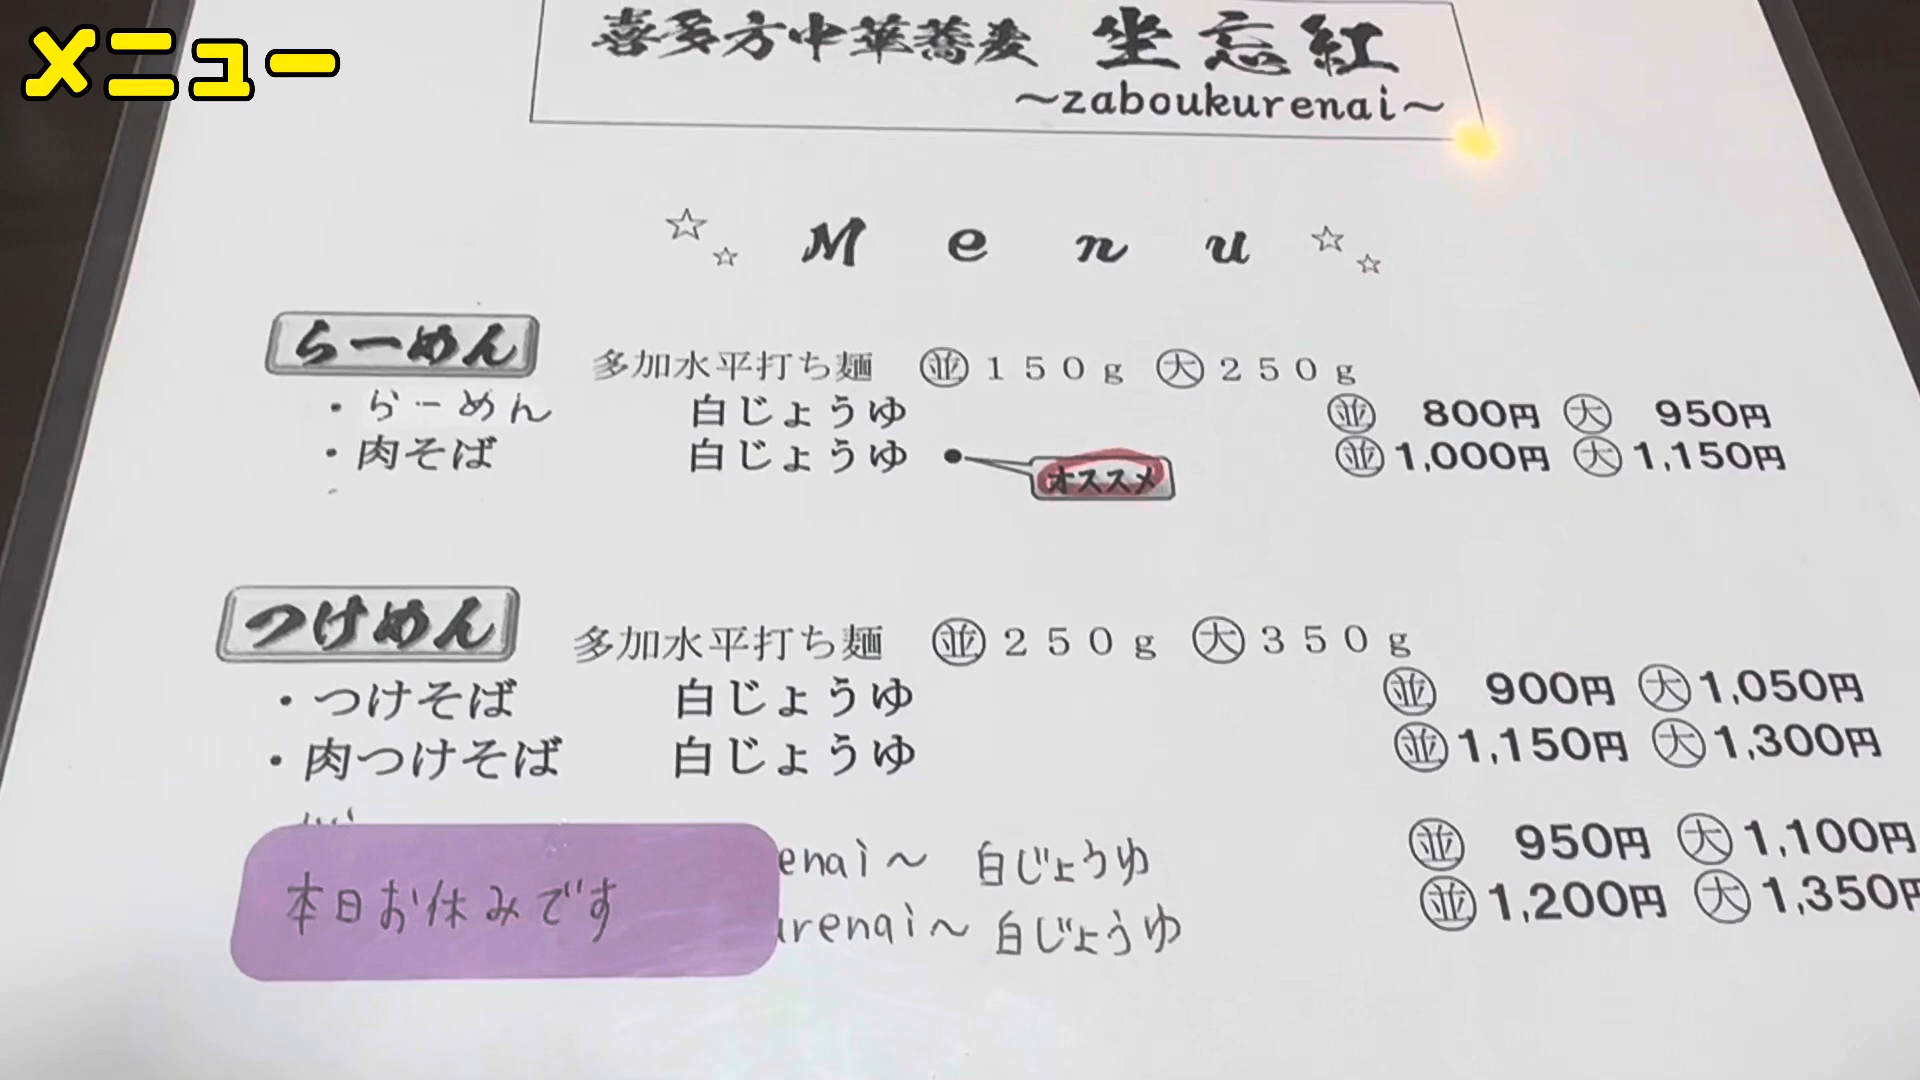 メニュー
喜多方中華蕎麦 坐忘紅
～zaboukurenai～
☆☆ Menu ☆☆
らーめん 多加水平打ち麺 ㊀並 150g ㊀大 250g
・らーめん 白じょうゆ 並 800円 大 950円
・肉そば 白じょうゆ 並 1,000円 大 1,150円
オススメ
つけめん 多加水平打ち麺 並 250g 大 350g
・つけそば 白じょうゆ 並 900円 大 1,050円
・肉つけそば 白じょうゆ 並 1,150円 大 1,300円
enai～ 白じょうゆ 並 950円 大 1,100円
本日お休みです
urenai～ 白じょうゆ 並 1,200円 大 1,350円